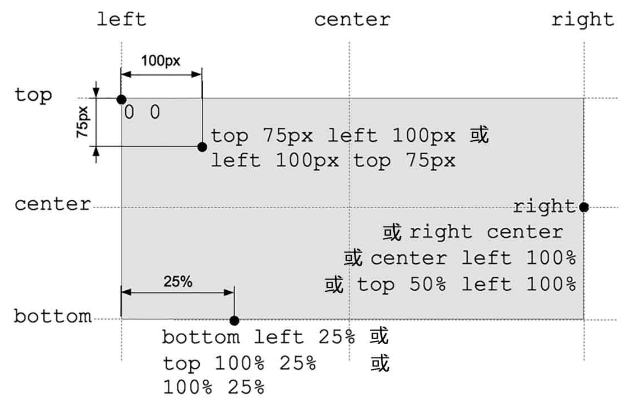 left center right
100px
top
75px
0 0
top 75px left 100px 或
left 100px top 75px
center
right
或 right center
或 center left 100%
或 top 50% left 100%
25%
bottom
bottom left 25% 或
top 100% 25% 或
100% 25%